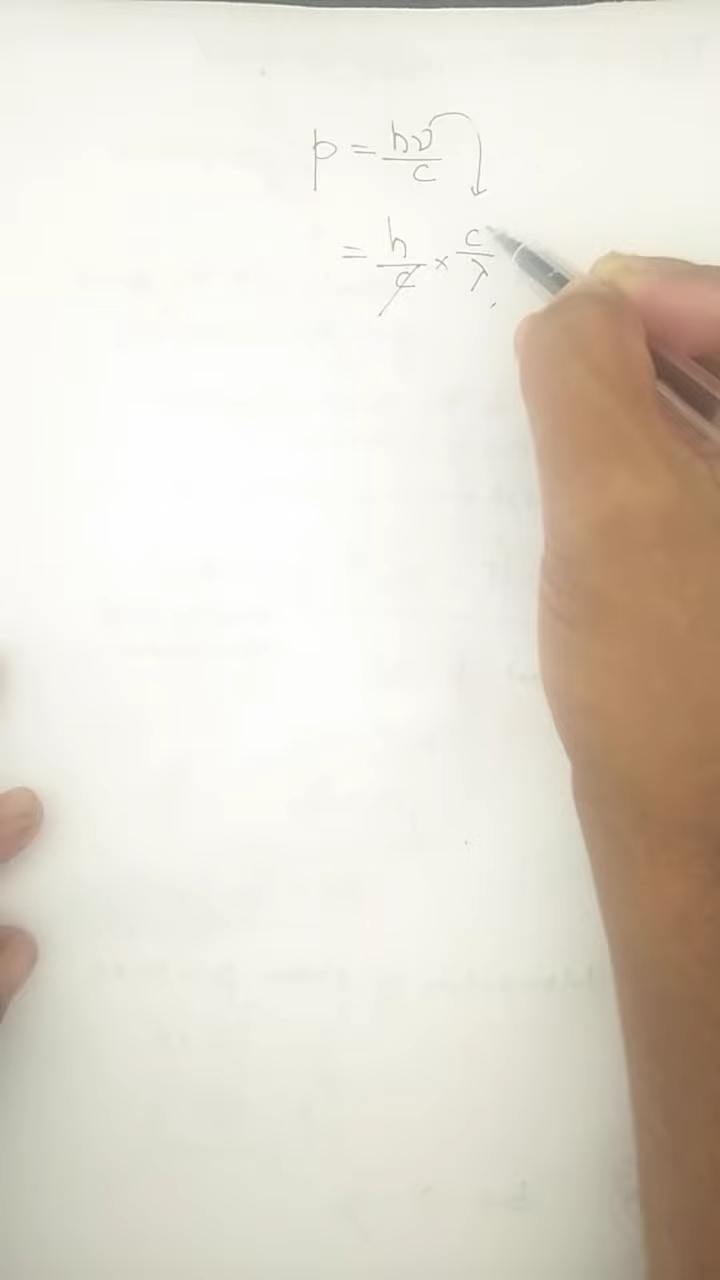 p = hν/c
= h/c × c/λ